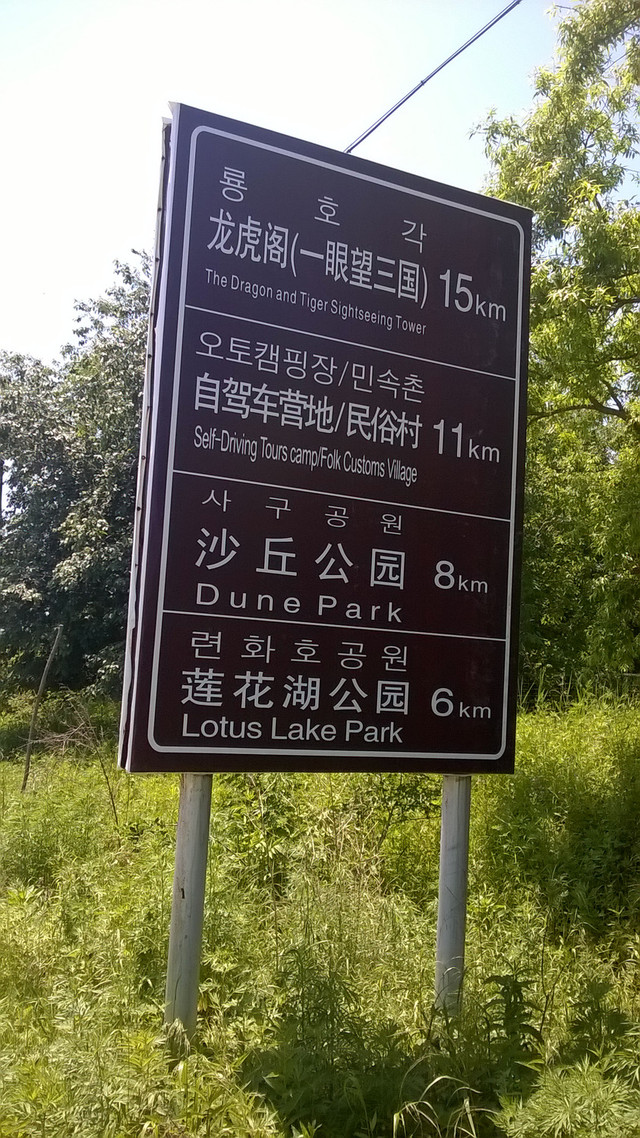 룡 호 각
龙虎阁(一眼望三国) 15km
The Dragon and Tiger Sightseeing Tower
오토캠핑장/민속촌
自驾车营地/民俗村 11km
Self-Driving Tours camp/Folk Customs Village
사 구 공 원
沙丘公园 8km
Dune Park
련 화 호 공 원
莲花湖公园 6km
Lotus Lake Park